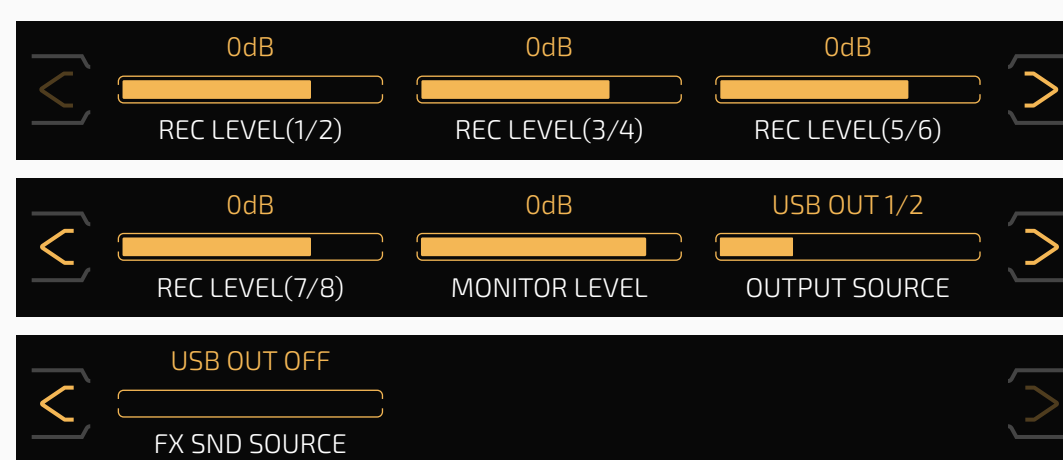 0dB 0dB 0dB
REC LEVEL(1/2) REC LEVEL(3/4) REC LEVEL(5/6)
0dB 0dB USB OUT 1/2
REC LEVEL(7/8) MONITOR LEVEL OUTPUT SOURCE
USB OUT OFF
FX SND SOURCE